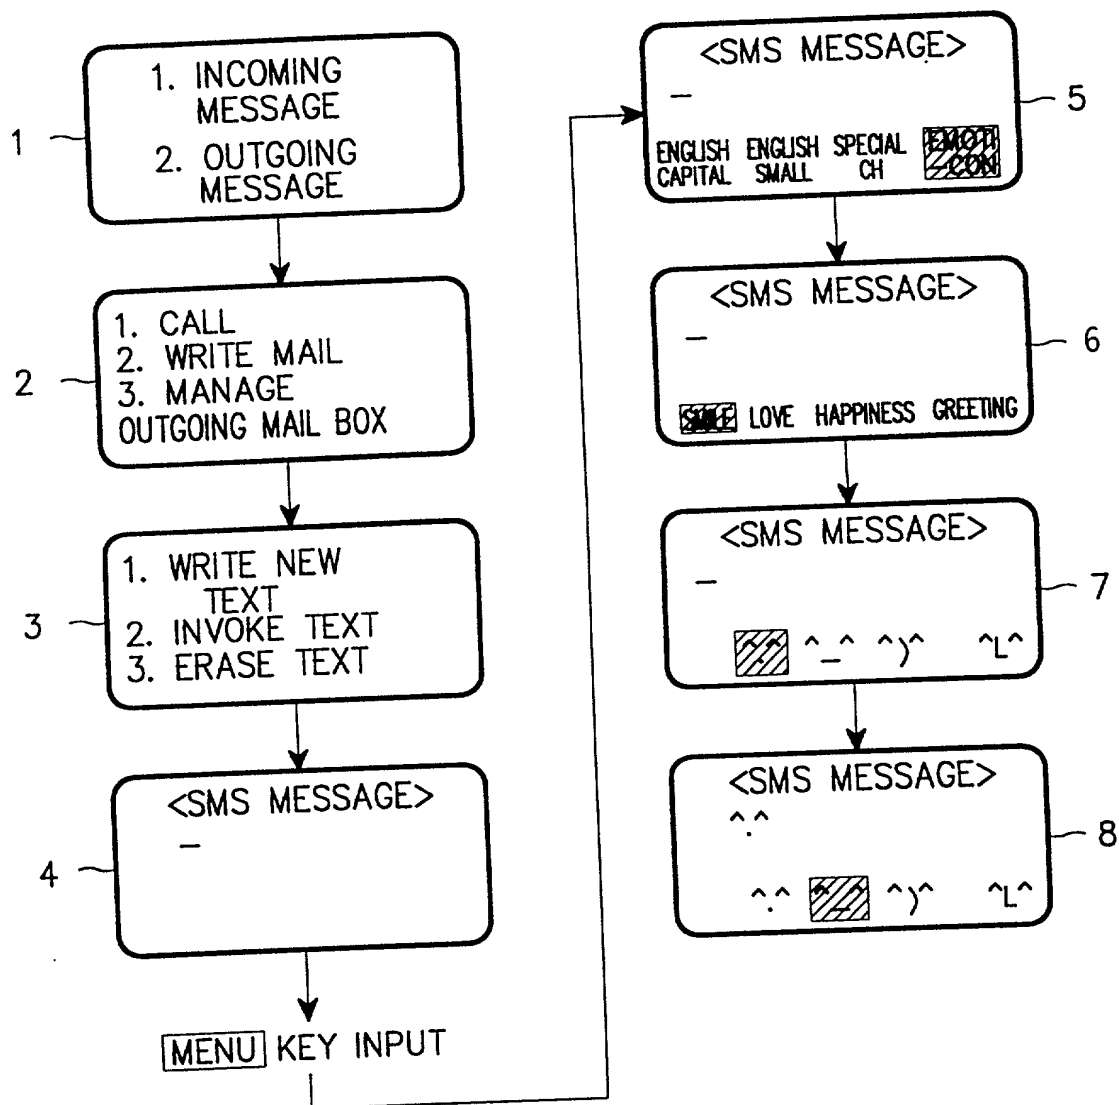 1
1. INCOMING
MESSAGE
2. OUTGOING
MESSAGE
2
1. CALL
2. WRITE MAIL
3. MANAGE
OUTGOING MAIL BOX
3
1. WRITE NEW
TEXT
2. INVOKE TEXT
3. ERASE TEXT
4
<SMS MESSAGE>
_
MENU KEY INPUT
5
<SMS MESSAGE>
_
ENGLISH ENGLISH SPECIAL EMOTI
CAPITAL SMALL CH -CON
6
<SMS MESSAGE>
_
SMILE LOVE HAPPINESS GREETING
7
<SMS MESSAGE>
_
^.^ ^_^ ^)^ ^L^
8
<SMS MESSAGE>
^.^
^.^ ^_^ ^)^ ^L^